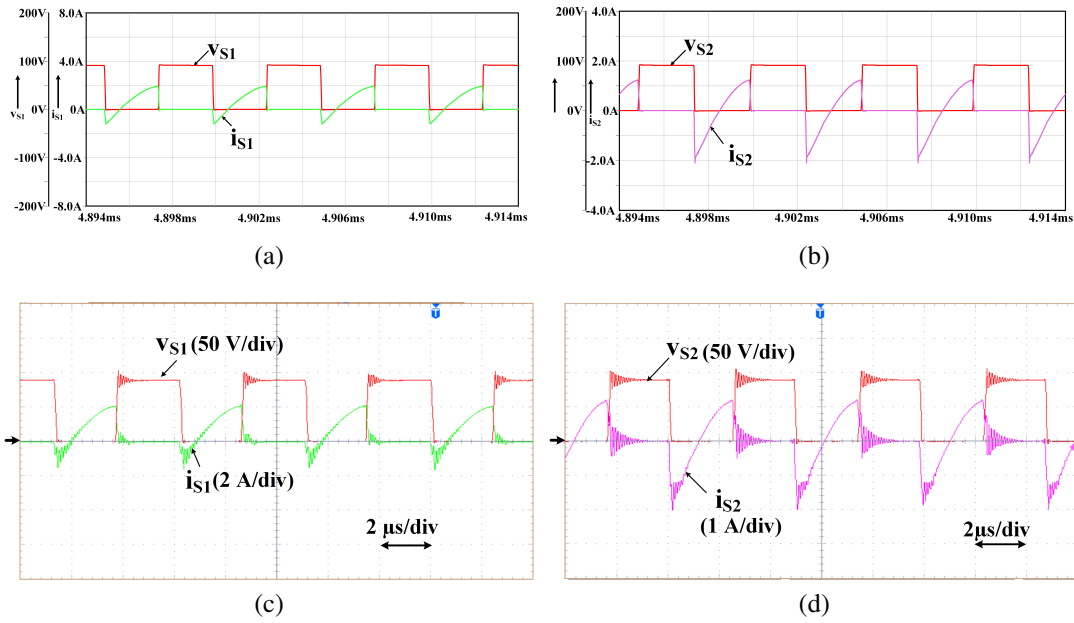 200V 8.0A
100V 4.0A
0V 0A
-100V -4.0A
-200V -8.0A
vS1 iS1
vS1
iS1
4.894ms 4.898ms 4.902ms 4.906ms 4.910ms 4.914ms
(a)
200V 4.0A
100V 2.0A
0V 0.0A
-2.0A
-4.0A
iS2
vS2
iS2
4.894ms 4.898ms 4.902ms 4.906ms 4.910ms 4.914ms
(b)
T
vS1 (50 V/div)
iS1 (2 A/div)
2 μs/div
(c)
T
vS2 (50 V/div)
iS2
(1 A/div)
2μs/div
(d)